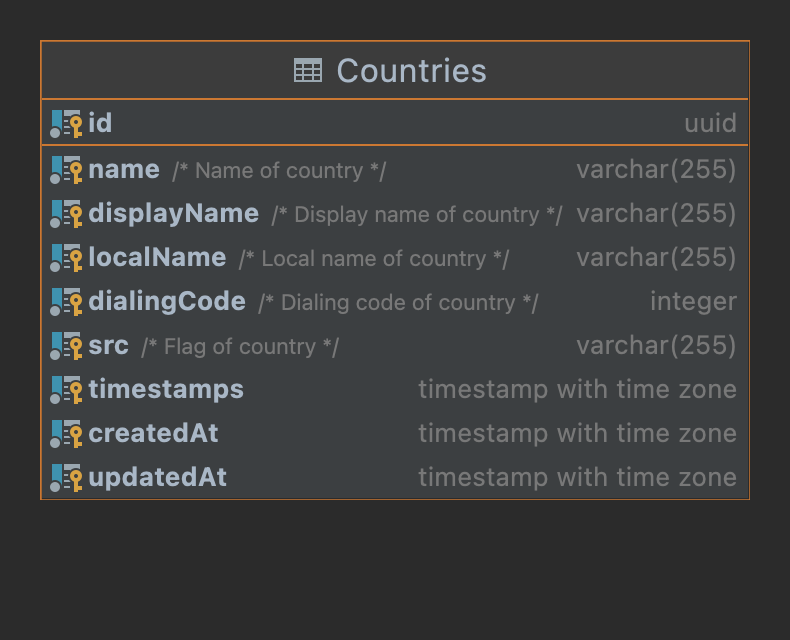 Countries
id uuid
name /* Name of country */ varchar(255)
displayName /* Display name of country */ varchar(255)
localName /* Local name of country */ varchar(255)
dialingCode /* Dialing code of country */ integer
src /* Flag of country */ varchar(255)
timestamps timestamp with time zone
createdAt timestamp with time zone
updatedAt timestamp with time zone